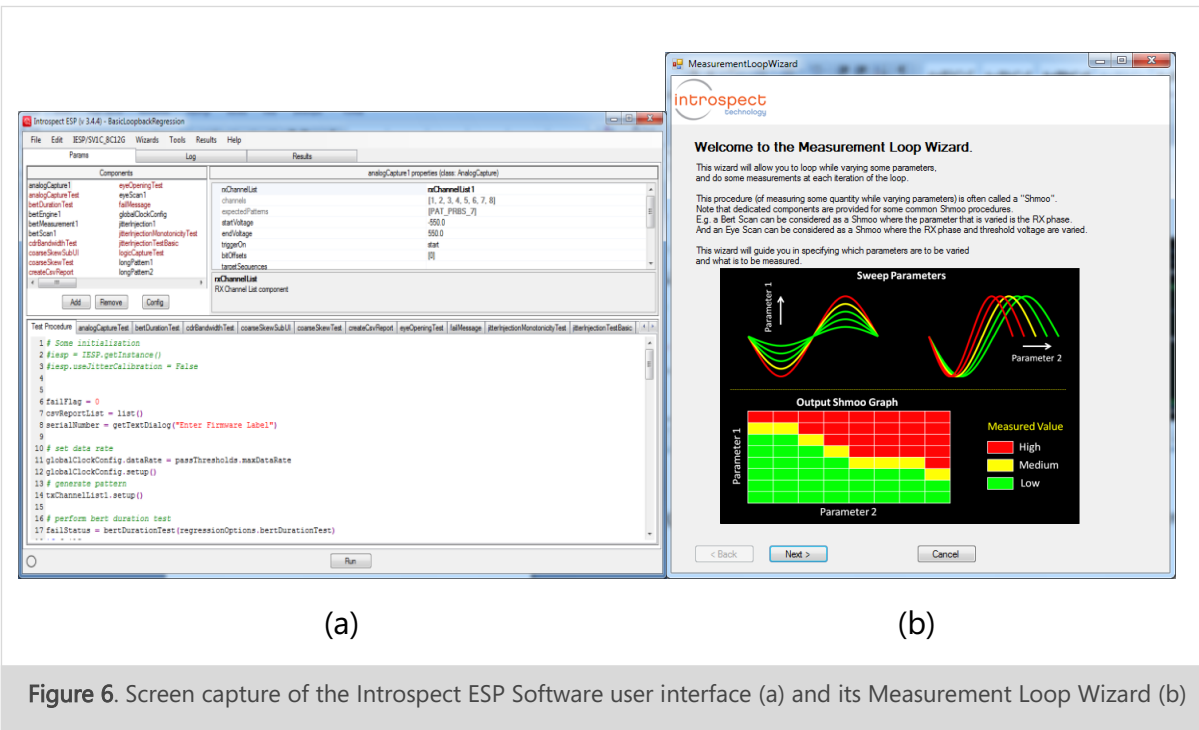 Introspect ESP (v 3.4.4) - BasicLoopbackRegression
File Edit IESP/SV1C_8C12G Wizards Tools Results Help
Params Log Results
Components
analogCapture1 eyeOpeningTest
analogCaptureTest eyeScan1
bertDurationTest failMessage
bertEngine1 globalClockConfig
bertMeasurement1 jitterInjection1
bertScan1 jitterInjectionMonotonicityTest
cdrBandwidthTest jitterInjectionTestBasic
coarseSkewSubUI logicCaptureTest
coarseSkewTest longPattern1
createCsvReport longPattern2
Add Remove Config
analogCapture1 properties (class: AnalogCapture)
rxChannelList rxChannelList1
channels [1, 2, 3, 4, 5, 6, 7, 8]
expectedPatterns [PAT_PRBS_7]
startVoltage -550.0
endVoltage 550.0
triggerOn start
bitOffsets [0]
targetSequences
rxChannelList
RX Channel List component
Test Procedure analogCaptureTest bertDurationTest cdrBandwidthTest coarseSkewSubUI coarseSkewTest createCsvReport eyeOpeningTest failMessage jitterInjectionMonotonicityTest jitterInjectionTestBasic
1 # Some initialization
2 #iesp = IESP.getInstance()
3 #iesp.useJitterCalibration = False
4
5
6 failFlag = 0
7 csvReportList = list()
8 serialNumber = getTextDialog("Enter Firmware Label")
9
10 # set data rate
11 globalClockConfig.dataRate = passThresholds.maxDataRate
12 globalClockConfig.setup()
13 # generate pattern
14 txChannelList1.setup()
15
16 # perform bert duration test
17 failStatus = bertDurationTest(regressionOptions.bertDurationTest)
Run
(a)
MeasurementLoopWizard
introspect
technology
Welcome to the Measurement Loop Wizard.
This wizard will allow you to loop while varying some parameters,
and do some measurements at each iteration of the loop.
This procedure (of measuring some quantity while varying parameters) is often called a "Shmoo".
Note that dedicated components are provided for some common Shmoo procedures.
E.g. a Bert Scan can be considered as a Shmoo where the parameter that is varied is the RX phase.
And an Eye Scan can be considered as a Shmoo where the RX phase and threshold voltage are varied.
This wizard will guide you in specifying which parameters are to be varied
and what is to be measured.
Sweep Parameters
Parameter 1
Parameter 2
Output Shmoo Graph
Parameter 1
Parameter 2
Measured Value
High
Medium
Low
< Back Next > Cancel
(b)
Figure 6. Screen capture of the Introspect ESP Software user interface (a) and its Measurement Loop Wizard (b)